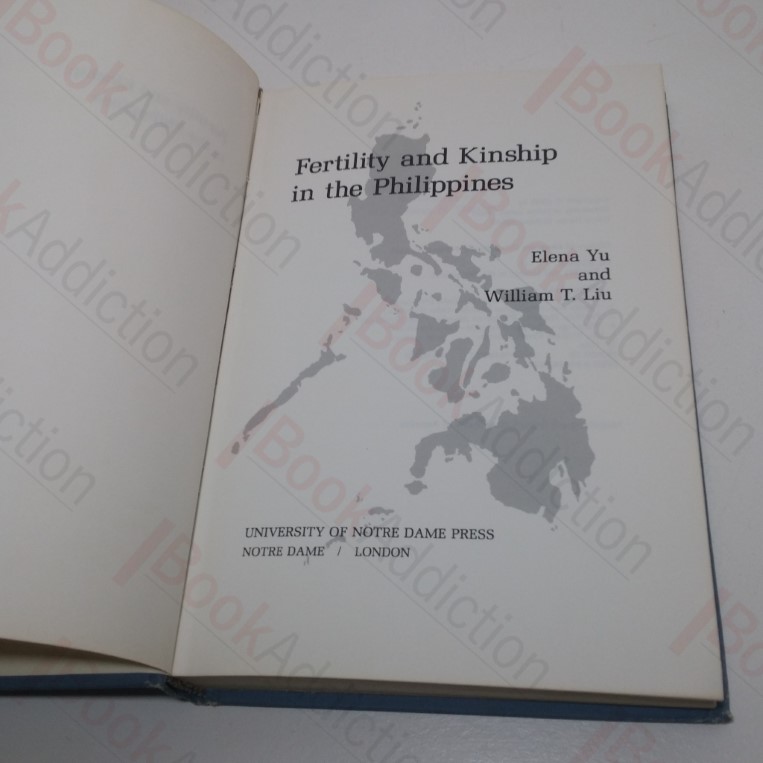 Fertility and Kinship
in the Philippines
Elena Yu
and
William T. Liu
UNIVERSITY OF NOTRE DAME PRESS
NOTRE DAME / LONDON
BookAddiction